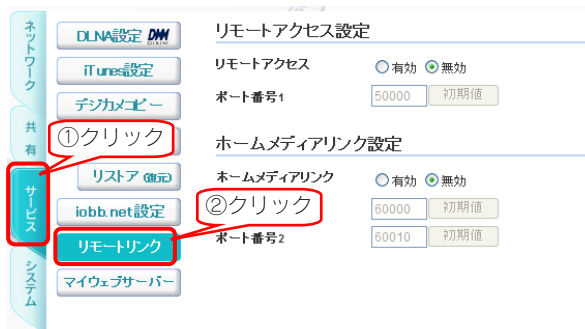 ネットワーク
共有
サービス
システム
DLNA設定
iTunes設定
デジカメコピー
①クリック
リストア(復元)
iobb.net設定
リモートリンク
マイウェブサーバー
リモートアクセス設定
リモートアクセス 有効 無効
ポート番号1 50000 初期値
ホームメディアリンク設定
ホームメディアリンク 有効 無効
②クリック 60000 初期値
ポート番号2 60010 初期値